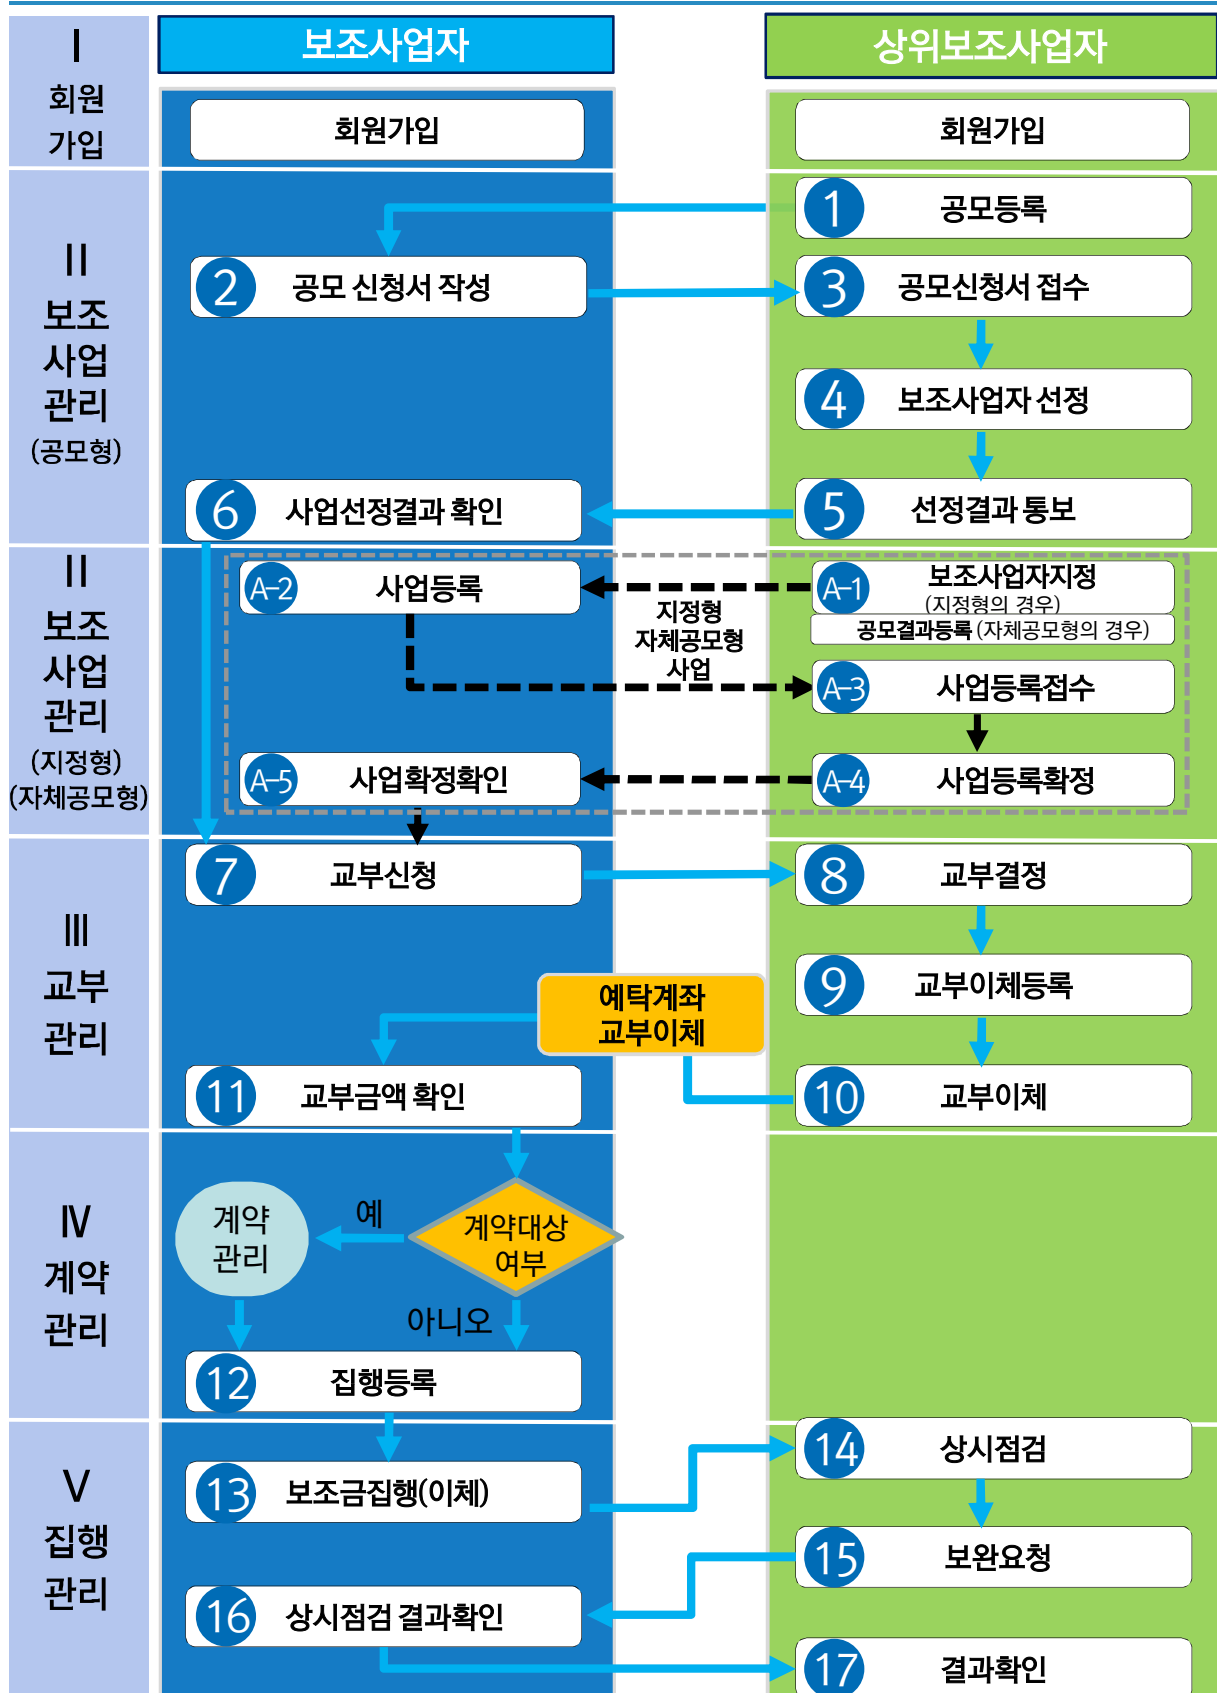 Ⅰ
회원
가입
보조사업자
상위보조사업자
회원가입
회원가입
Ⅱ
보조
사업
관리
(공모형)
1 공모등록
2 공모 신청서 작성
3 공모신청서 접수
4 보조사업자 선정
5 선정결과 통보
6 사업선정결과 확인
Ⅱ
보조
사업
관리
(지정형)
(자체공모형)
A-1 보조사업자지정
(지정형의 경우)
공모결과등록 (자체공모형의 경우)
A-2 사업등록
지정형
자체공모형
사업
A-3 사업등록접수
A-4 사업등록확정
A-5 사업확정확인
Ⅲ
교부
관리
7 교부신청
8 교부결정
9 교부이체등록
예탁계좌
교부이체
10 교부이체
11 교부금액 확인
Ⅳ
계약
관리
계약대상
여부
예
계약
관리
아니오
12 집행등록
Ⅴ
집행
관리
13 보조금집행(이체)
14 상시점검
15 보완요청
16 상시점검 결과확인
17 결과확인